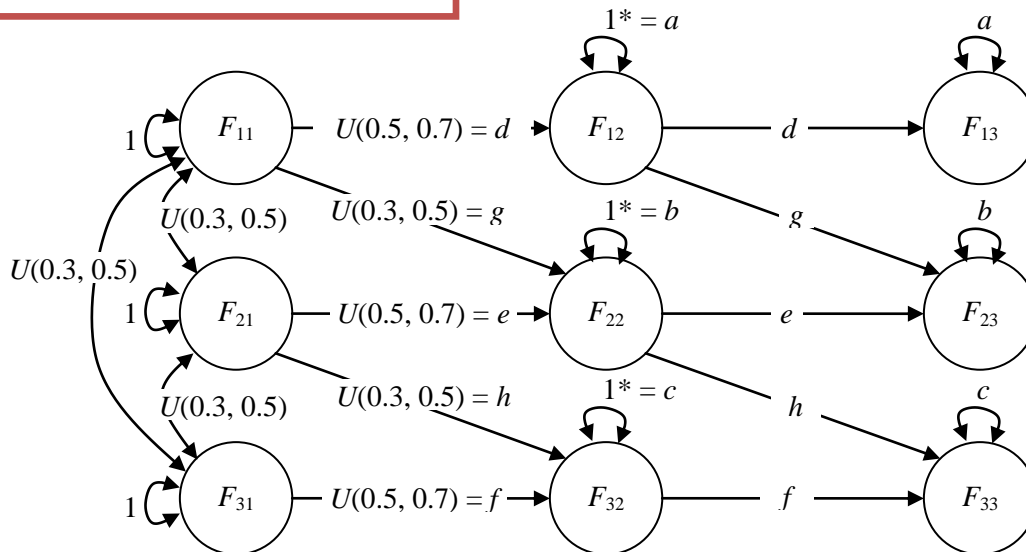 1* = a a
F₁₁ U(0.5, 0.7) = d F₁₂ d F₁₃
1
U(0.3, 0.5) U(0.3, 0.5) = g 1* = b g b
U(0.3, 0.5)
1 F₂₁ U(0.5, 0.7) = e F₂₂ e F₂₃
U(0.3, 0.5) U(0.3, 0.5) = h 1* = c h c
1 F₃₁ U(0.5, 0.7) = f F₃₂ f F₃₃